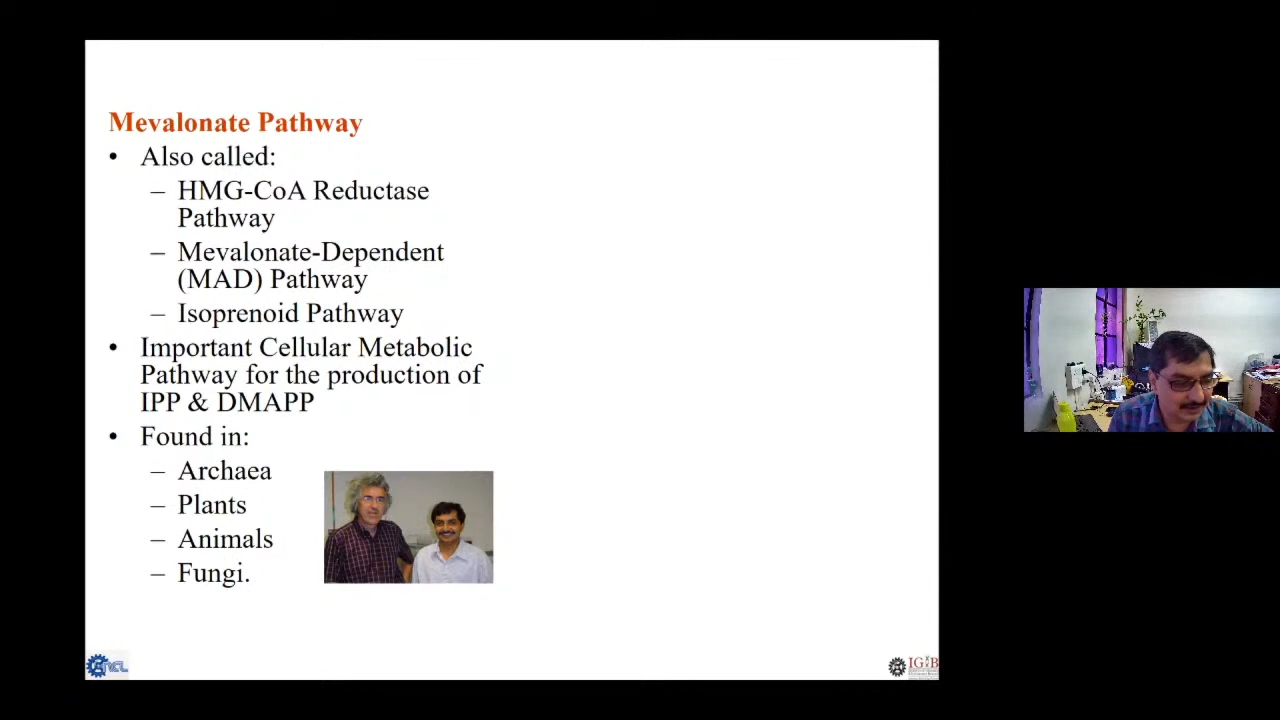 Mevalonate Pathway
• Also called:
– HMG-CoA Reductase
Pathway
– Mevalonate-Dependent
(MAD) Pathway
– Isoprenoid Pathway
• Important Cellular Metabolic
Pathway for the production of
IPP & DMAPP
• Found in:
– Archaea
– Plants
– Animals
– Fungi.
NCL
IGIB